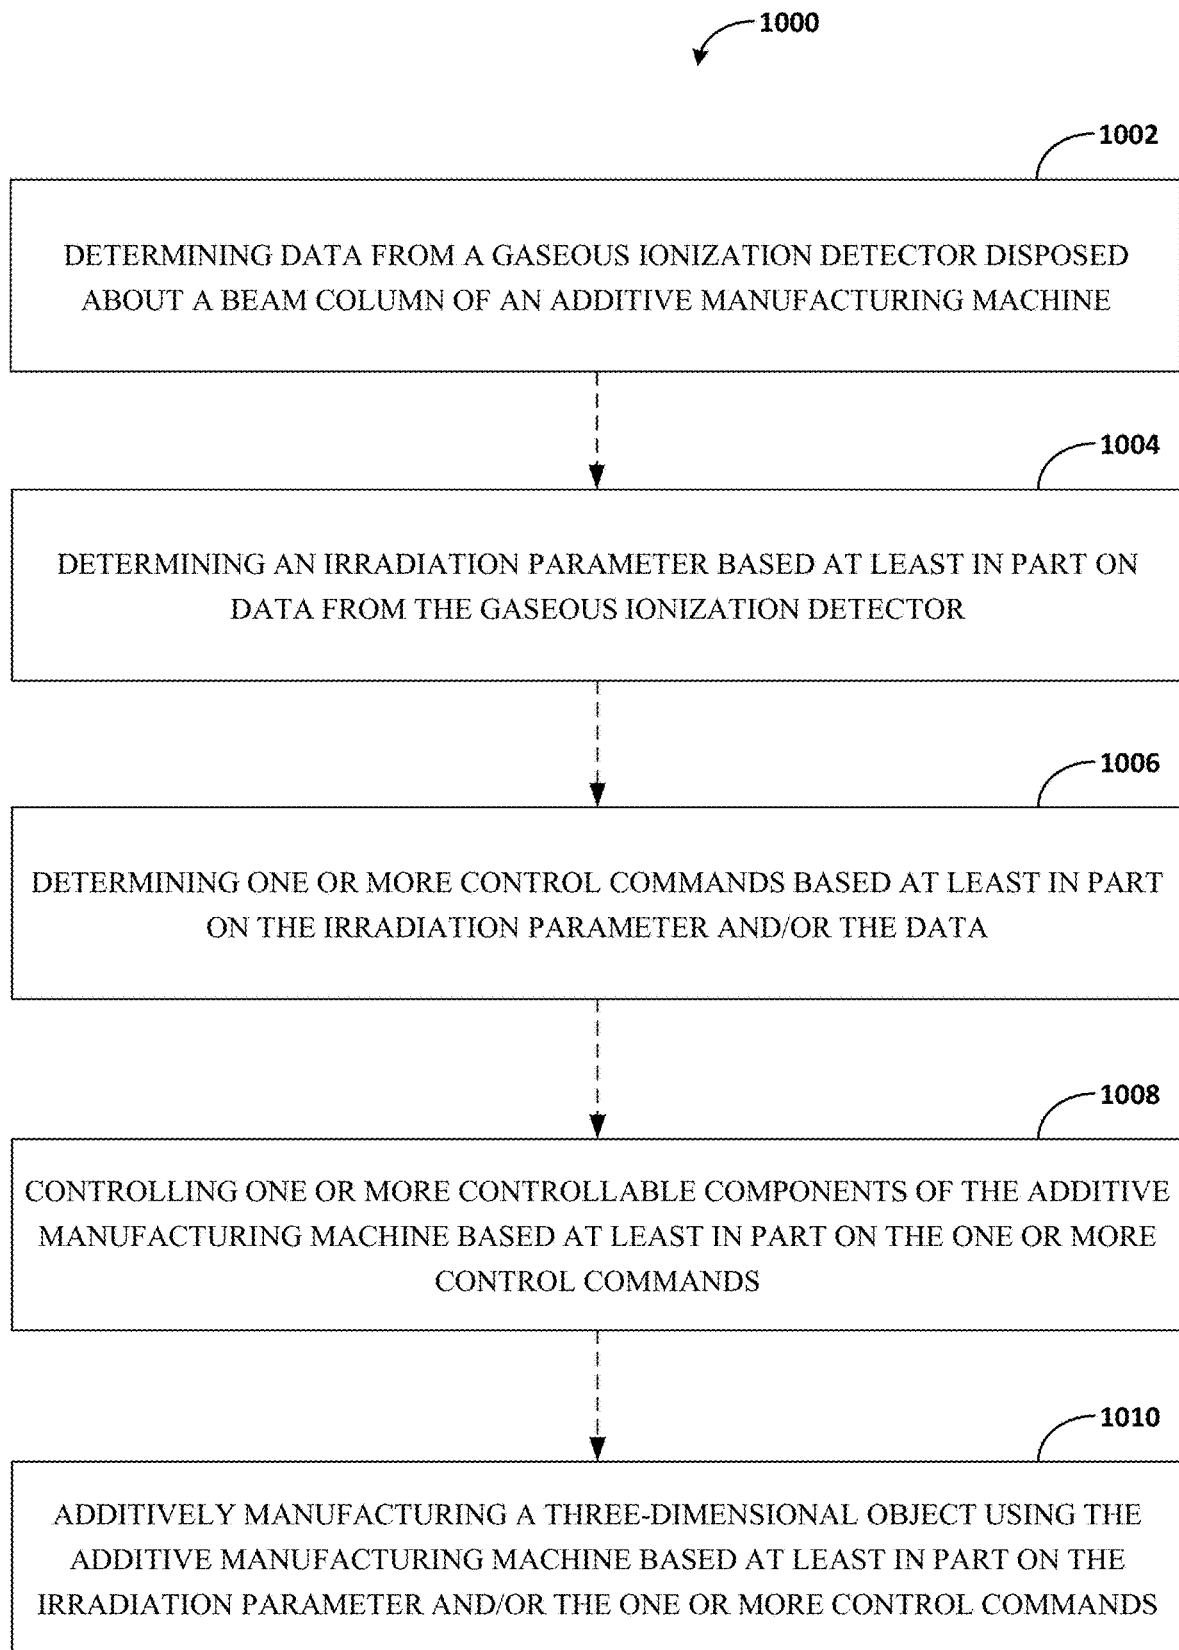 1000
1002
DETERMINING DATA FROM A GASEOUS IONIZATION DETECTOR DISPOSED
ABOUT A BEAM COLUMN OF AN ADDITIVE MANUFACTURING MACHINE
1004
DETERMINING AN IRRADIATION PARAMETER BASED AT LEAST IN PART ON
DATA FROM THE GASEOUS IONIZATION DETECTOR
1006
DETERMINING ONE OR MORE CONTROL COMMANDS BASED AT LEAST IN PART
ON THE IRRADIATION PARAMETER AND/OR THE DATA
1008
CONTROLLING ONE OR MORE CONTROLLABLE COMPONENTS OF THE ADDITIVE
MANUFACTURING MACHINE BASED AT LEAST IN PART ON THE ONE OR MORE
CONTROL COMMANDS
1010
ADDITIVELY MANUFACTURING A THREE-DIMENSIONAL OBJECT USING THE
ADDITIVE MANUFACTURING MACHINE BASED AT LEAST IN PART ON THE
IRRADIATION PARAMETER AND/OR THE ONE OR MORE CONTROL COMMANDS